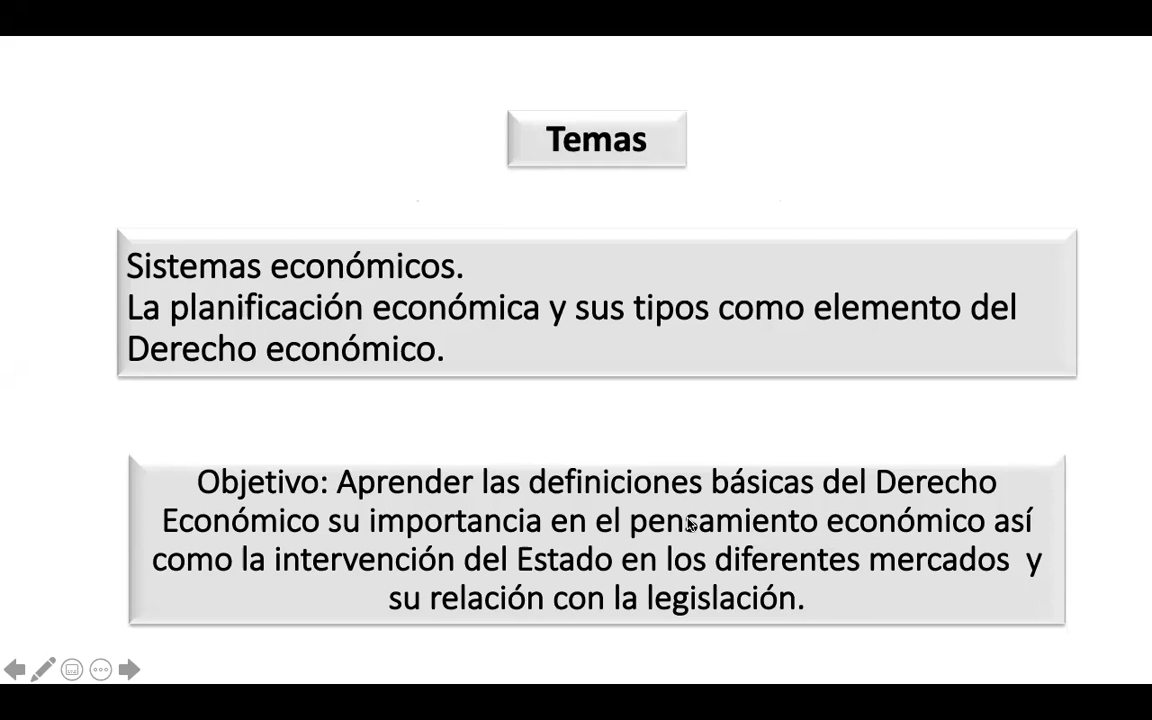 Temas
Sistemas económicos.
La planificación económica y sus tipos como elemento del
Derecho económico.
Objetivo: Aprender las definiciones básicas del Derecho
Económico su importancia en el pensamiento económico así
como la intervención del Estado en los diferentes mercados  y
su relación con la legislación.